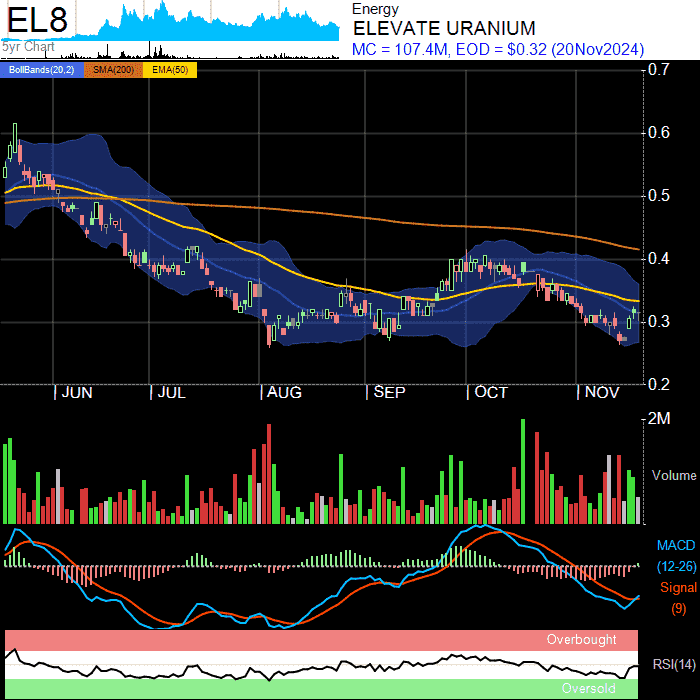 EL8
5yr Chart
Energy
ELEVATE URANIUM
MC = 107.4M, EOD = $0.32 (20Nov2024)
BollBands(20,2) SMA(200) EMA(50)
0.7
0.6
0.5
0.4
0.3
0.2
JUN JUL AUG SEP OCT NOV
2M
Volume
MACD
(12-26)
Signal
(9)
Overbought
RSI(14)
Oversold